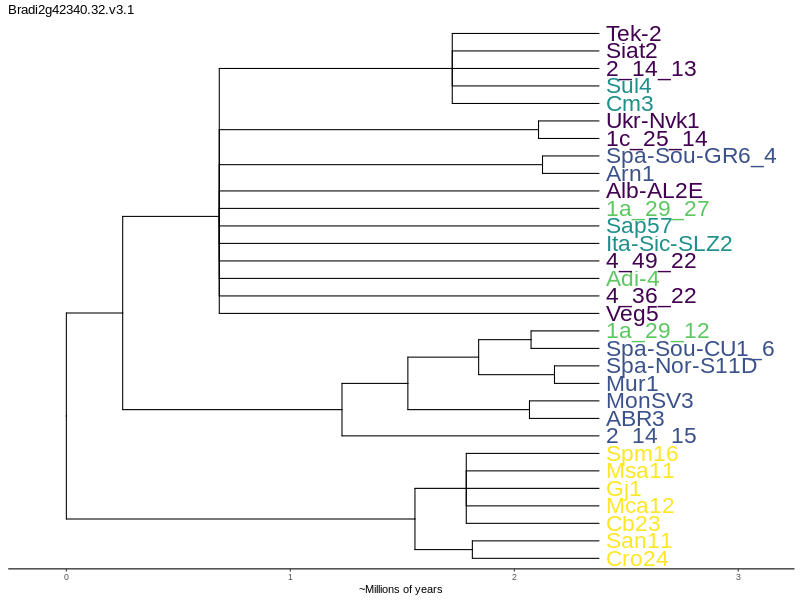 Bradi2g42340.32.v3.1
Tek-2
Siat2
2_14_13
Sul4
Cm3
Ukr-Nvk1
1c_25_14
Spa-Sou-GR6_4
Arn1
Alb-AL2E
1a_29_27
Sap57
Ita-Sic-SLZ2
4_49_22
Adi-4
4_36_22
Veg5
1a_29_12
Spa-Sou-CU1_6
Spa-Nor-S11D
Mur1
MonSV3
ABR3
2_14_15
Spm16
Msa11
Gj1
Mca12
Cb23
San11
Cro24
0 1 2 3
~Millions of years